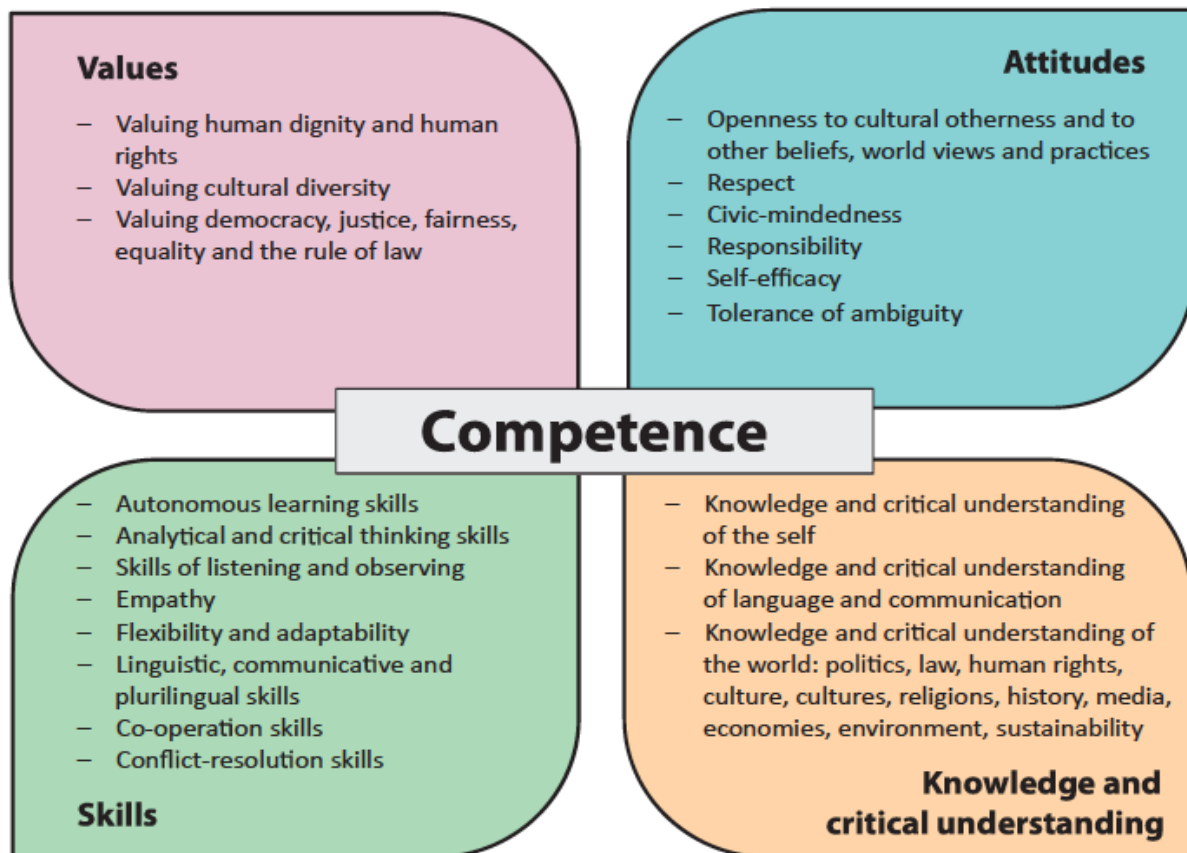 Values
– Valuing human dignity and human
rights
– Valuing cultural diversity
– Valuing democracy, justice, fairness,
equality and the rule of law
Attitudes
– Openness to cultural otherness and to
other beliefs, world views and practices
– Respect
– Civic-mindedness
– Responsibility
– Self-efficacy
– Tolerance of ambiguity
Competence
– Autonomous learning skills
– Analytical and critical thinking skills
– Skills of listening and observing
– Empathy
– Flexibility and adaptability
– Linguistic, communicative and
plurilingual skills
– Co-operation skills
– Conflict-resolution skills
Skills
– Knowledge and critical understanding
of the self
– Knowledge and critical understanding
of language and communication
– Knowledge and critical understanding of
the world: politics, law, human rights,
culture, cultures, religions, history, media,
economies, environment, sustainability
Knowledge and
critical understanding